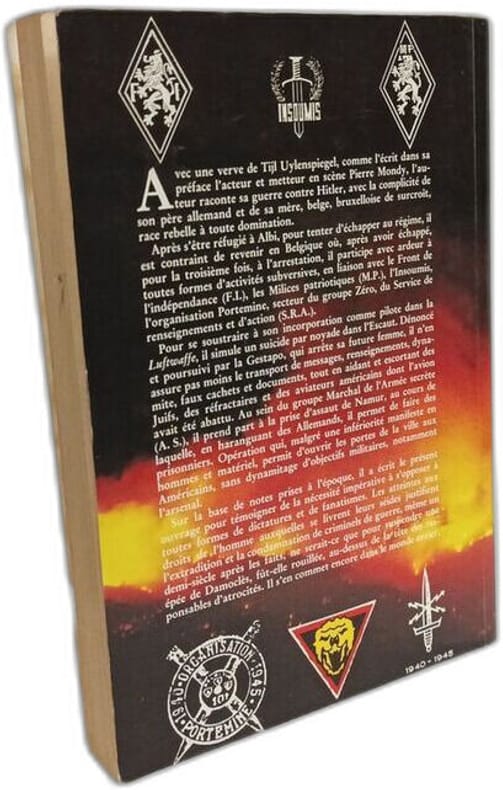 F I
INSOUMIS
MP
Avec une verve de Tijl Uylenspiegel, comme l'écrit dans sa
préface l'acteur et metteur en scène Pierre Mondy, l'au-
teur raconte sa guerre contre Hitler, avec la complicité de
son père allemand et de sa mère, belge, bruxelloise de surcroît,
race rebelle à toute domination.
Après s'être réfugié à Albi, pour tenter d'échapper au régime, il
est contraint de revenir en Belgique où, après avoir échappé,
pour la troisième fois, à l'arrestation, il participe avec ardeur à
toutes formes d'activités subversives, en liaison avec le Front de
l'indépendance (F.I.), les Milices patriotiques (M.P.), l'Insoumis,
l'organisation Portemine, secteur du groupe Zéro, du Service de
renseignements et d'action (S.R.A.).
Pour se soustraire à son incorporation comme pilote dans la
Luftwaffe, il simule un suicide par noyade dans l'Escaut. Dénoncé
et poursuivi par la Gestapo, qui arrête sa future femme, il n'en
assure pas moins le transport de messages, renseignements, dyna-
mite, faux cachets et documents, tout en aidant et escortant des
Juifs, des réfractaires et des aviateurs américains dont l'avion
avait été abattu. Au sein du groupe Marchal de l'Armée secrète
(A. S.), il prend part à la prise d'assaut de Namur, au cours de
laquelle, en haranguant des Allemands, il permet de faire des
prisonniers. Opération qui, malgré une infériorité manifeste en
hommes et matériel, permit d'ouvrir les portes de la ville aux
Américains, sans dynamitage d'objectifs militaires, notamment
l'arsenal.
Sur la base de notes prises à l'époque, il a écrit le présent
ouvrage pour témoigner de la nécessité impérative à s'opposer à
toutes formes de dictatures et de fanatismes. Les atteintes aux
droits de l'homme auxquelles se livrent leurs séides justifient
l'extradition et la condamnation de criminels de guerre, même un
demi-siècle après les faits, ne serait-ce que pour suspendre une
épée de Damoclès, fût-elle rouillée, au-dessus de la tête des res-
ponsables d'atrocités. Il s'en commet encore dans le monde entier.
1940 · ORGANISATION · 1945
101
PORTEMINE
1940 - 1945